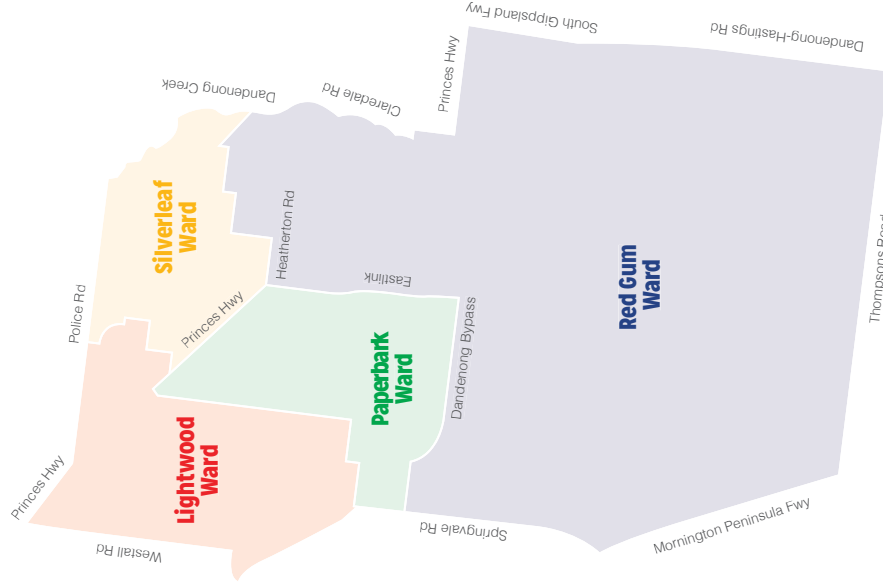 South Gippsland Fwy
Dandenong-Hastings Rd
Princes Hwy
Claredale Rd
Dandenong Creek
Silverleaf
Ward
Heatherton Rd
Eastlink
Red Gum
Ward
Thompsons Road
Police Rd
Princes Hwy
Paperbark
Ward
Dandenong Bypass
Lightwood
Ward
Princes Hwy
Westall Rd
Springvale Rd
Mornington Peninsula Fwy